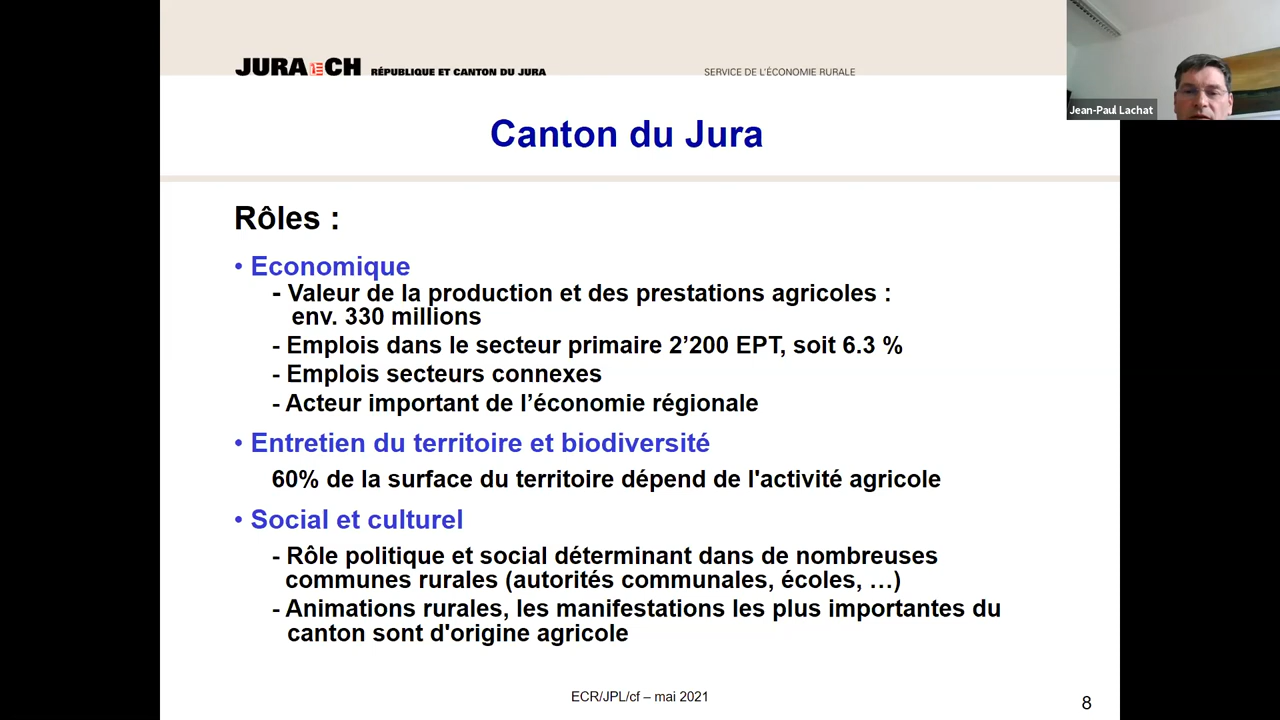 JURA CH RÉPUBLIQUE ET CANTON DU JURA
SERVICE DE L'ÉCONOMIE RURALE
Jean-Paul Lachat
Canton du Jura
Rôles :
• Economique
- Valeur de la production et des prestations agricoles :
env. 330 millions
- Emplois dans le secteur primaire 2’200 EPT, soit 6.3 %
- Emplois secteurs connexes
- Acteur important de l’économie régionale
• Entretien du territoire et biodiversité
60% de la surface du territoire dépend de l'activité agricole
• Social et culturel
- Rôle politique et social déterminant dans de nombreuses
communes rurales (autorités communales, écoles, …)
- Animations rurales, les manifestations les plus importantes du
canton sont d'origine agricole
ECR/JPL/cf – mai 2021
8